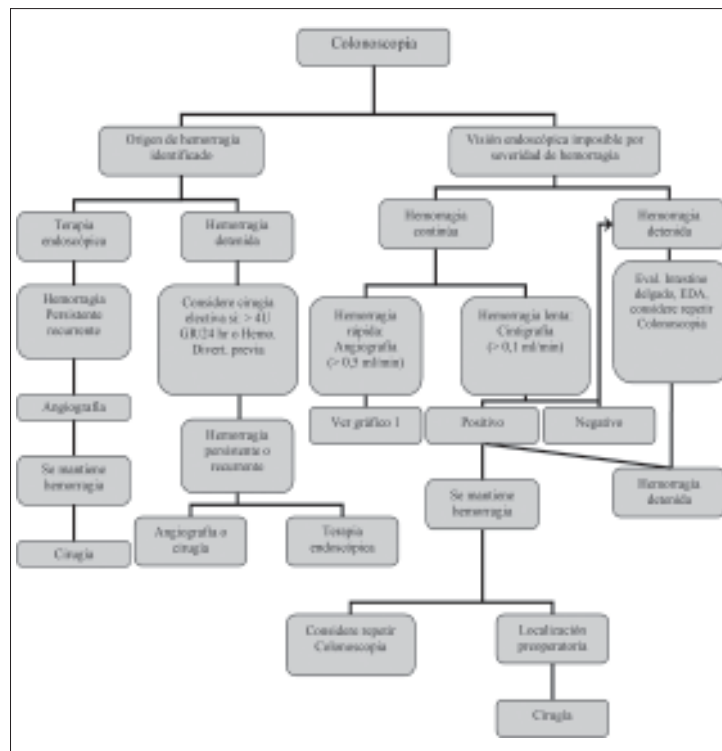 Colonoscopia
Origen de hemorragia
identificado
Visión endoscópica imposible por
severidad de hemorragia
Terapia
endoscópica
Hemorragia
detenida
Hemorragia
continúa
Hemorragia
detenida
Hemorragia
Persistente
recurrente
Considere cirugía
electiva si: > 4U
GR/24 hr o Hemo.
Divert. previa
Hemorragia
rápida:
Angiografía
(> 0,5 ml/min)
Hemorragia lenta:
Cintigrafía
(> 0,1 ml/min)
Eval. Intestino
delgado, EDA,
considere repetir
Colonoscopia
Angiografía
Ver gráfico 1
Positivo
Negativo
Se mantiene
hemorragia
Hemorragia
persistente o
recurrente
Se mantiene
hemorragia
Hemorragia
detenida
Cirugía
Angiografía o
cirugía
Terapia
endoscópica
Considere repetir
Colonoscopia
Localización
preoperatoria
Cirugía